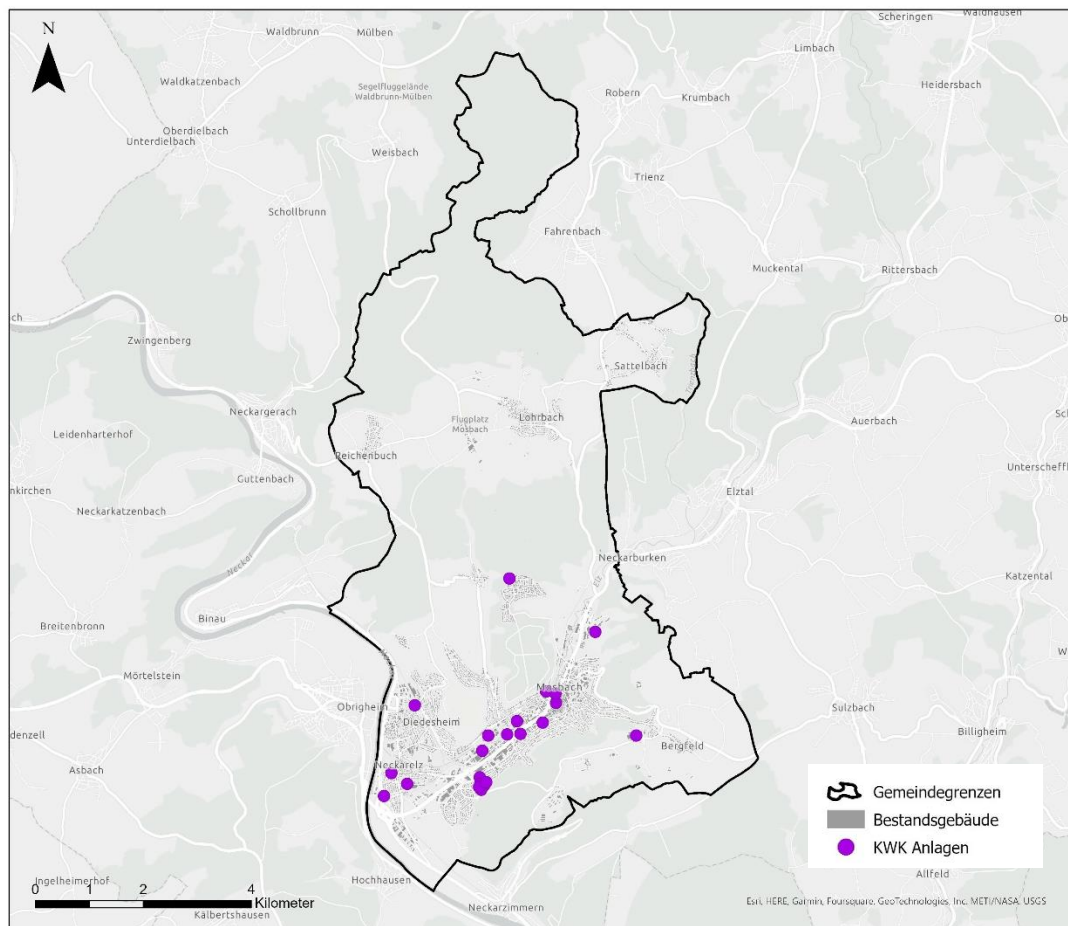 N
Scheringen
Waldhausen
Waldbrunn
Mülben
Limbach
Waldkatzenbach
Segelfluggelände
Waldbrunn-Mülben
Heidersbach
Robern
Krumbach
Oberdielbach
Unterdielbach
Weisbach
Trienz
Schollbrunn
Fahrenbach
Muckental
Rittersbach
Zwingenberg
Sattelbach
Neckargerach
Lohrbach
Flugplatz
Mosbach
Auerbach
Leidenharterhof
Reichenbuch
Guttenbach
Unterscheffl
Elztal
nkirchen
Neckarkatzenbach
Neckarburken
Neckar
Katzental
Binau
Breitenbronn
Mörtelstein
Mosbach
Obrigheim
Diedesheim
Sulzbach
Bergfeld
Billigheim
denzell
Asbach
Neckarelz
Gemeindegrenzen
Bestandsgebäude
KWK Anlagen
Ingelheimerhof
Hochhausen
Allfeld
0 1 2 4
Kilometer
Kälbertshausen
Neckarzimmern
Esri, HERE, Garmin, Foursquare, GeoTechnologies, Inc, METI/NASA, USGS